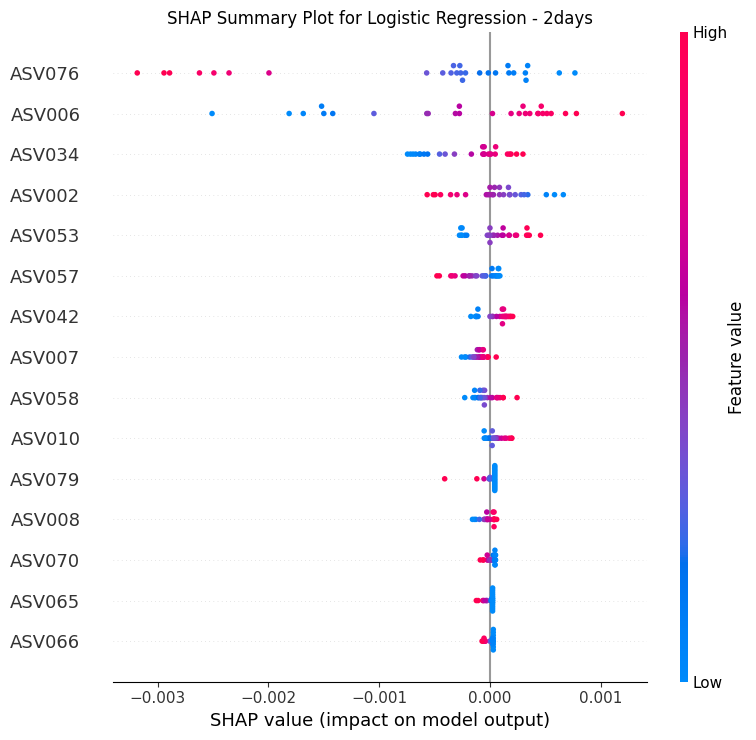 SHAP Summary Plot for Logistic Regression - 2days
High
ASV076
ASV006
ASV034
ASV002
ASV053
ASV057
ASV042
ASV007
ASV058
ASV010
ASV079
ASV008
ASV070
ASV065
ASV066
Feature value
Low
−0.003 −0.002 −0.001 0.000 0.001
SHAP value (impact on model output)